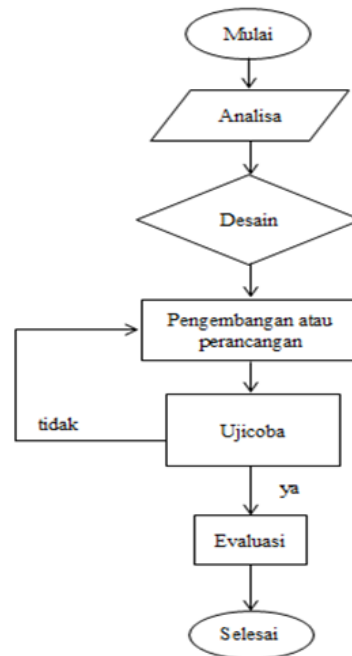 Mulai
Analisa
Desain
Pengembangan atau
perancangan
tidak
Ujicoba
ya
Evaluasi
Selesai